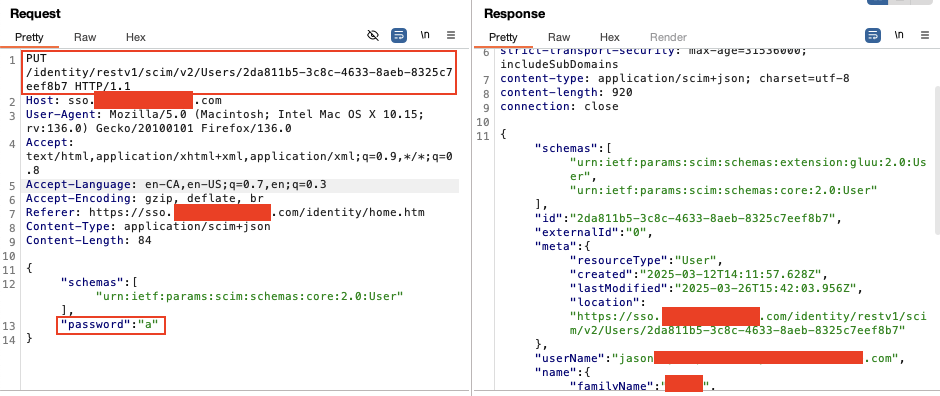 Request
Pretty Raw Hex
\n
1 PUT
/identity/restv1/scim/v2/Users/2da811b5-3c8c-4633-8aeb-8325c7
eef8b7 HTTP/1.1
2 Host: sso. .com
3 User-Agent: Mozilla/5.0 (Macintosh; Intel Mac OS X 10.15;
rv:136.0) Gecko/20100101 Firefox/136.0
4 Accept:
text/html,application/xhtml+xml,application/xml;q=0.9,*/*;q=0
.8
5 Accept-Language: en-CA,en-US;q=0.7,en;q=0.3
6 Accept-Encoding: gzip, deflate, br
7 Referer: https://sso. .com/identity/home.htm
8 Content-Type: application/scim+json
9 Content-Length: 84
10
11 {
12 "schemas":[
"urn:ietf:params:scim:schemas:core:2.0:User"
],
13 "password":"a"
14 }
Response
Pretty Raw Hex Render
\n
6 strict-transport-security: max-age=31536000;
includeSubDomains
7 content-type: application/scim+json; charset=utf-8
8 content-length: 920
9 connection: close
10
11 {
"schemas":[
"urn:ietf:params:scim:schemas:extension:gluu:2.0:Us
er",
"urn:ietf:params:scim:schemas:core:2.0:User"
],
"id":"2da811b5-3c8c-4633-8aeb-8325c7eef8b7",
"externalId":"0",
"meta":{
"resourceType":"User",
"created":"2025-03-12T14:11:57.628Z",
"lastModified":"2025-03-26T15:42:03.956Z",
"location":
"https://sso. .com/identity/restv1/sci
m/v2/Users/2da811b5-3c8c-4633-8aeb-8325c7eef8b7"
},
"userName":"jason .com",
"name":{
"familyName":" ",